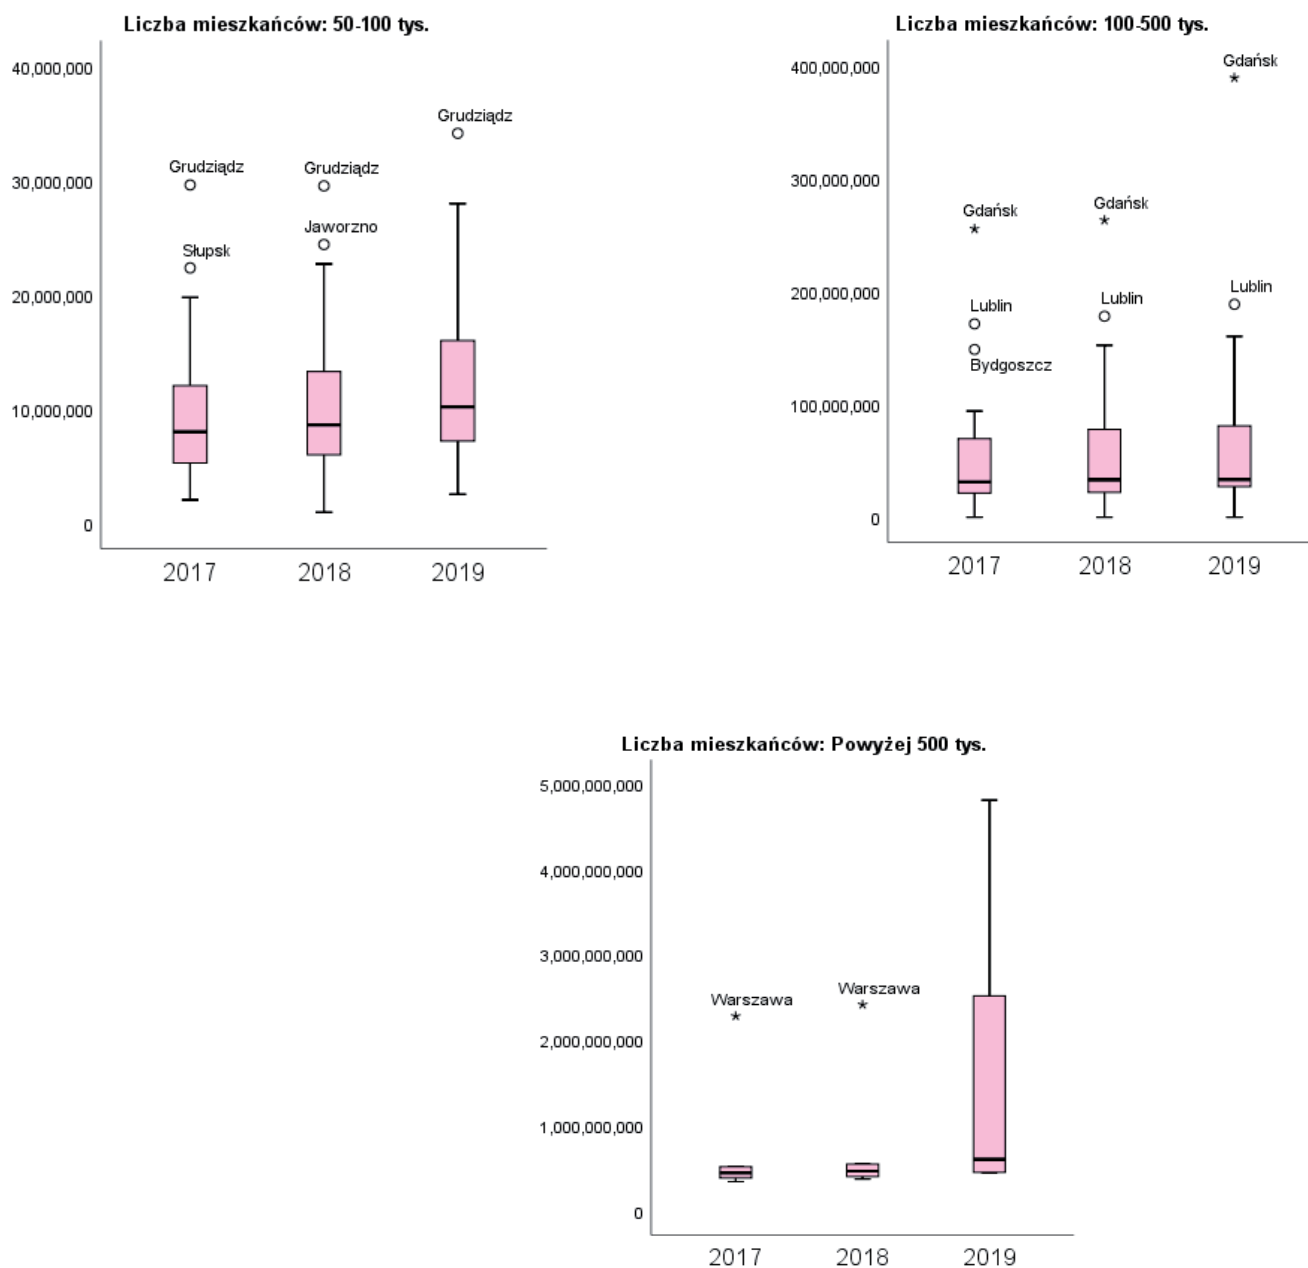 Liczba mieszkańców: 50-100 tys.
40,000,000
30,000,000
20,000,000
10,000,000
0
Grudziądz
Słupsk
Grudziądz
Jaworzno
Grudziądz
2017 2018 2019
Liczba mieszkańców: 100-500 tys.
400,000,000
300,000,000
200,000,000
100,000,000
0
Gdańsk
Lublin
Bydgoszcz
Gdańsk
Lublin
Gdańsk
Lublin
2017 2018 2019
Liczba mieszkańców: Powyżej 500 tys.
5,000,000,000
4,000,000,000
3,000,000,000
2,000,000,000
1,000,000,000
0
Warszawa
Warszawa
2017 2018 2019